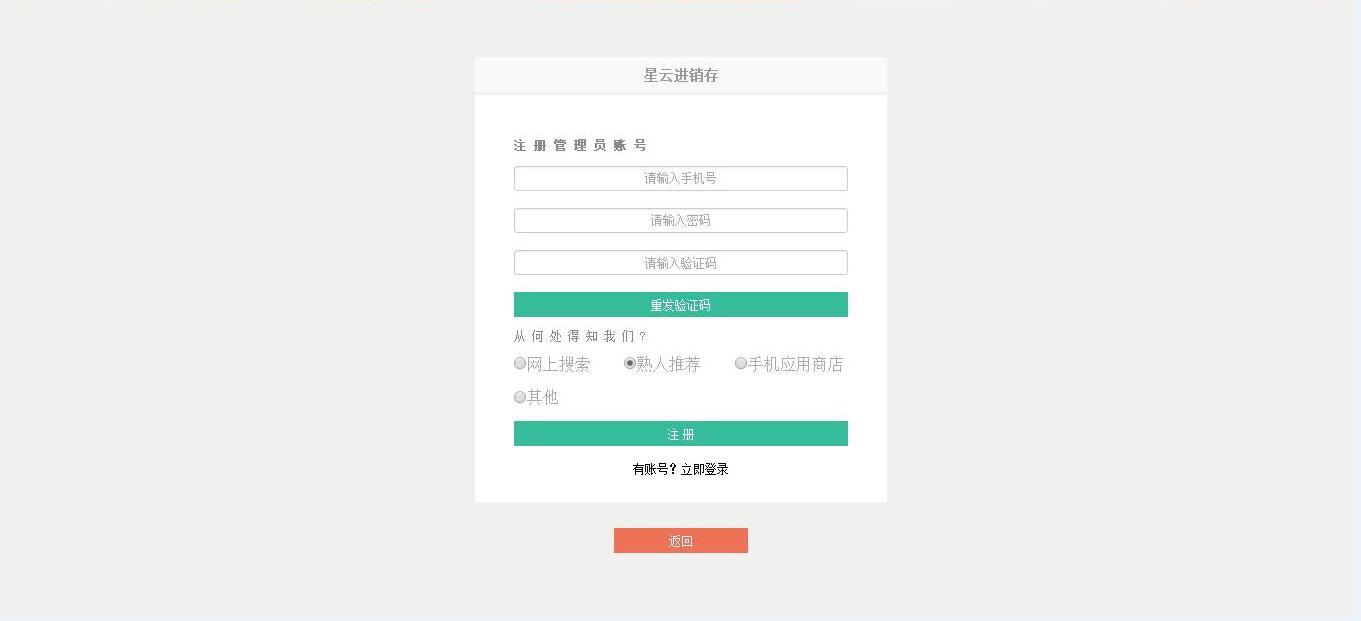 星云进销存
注册管理员账号
请输入手机号
请输入密码
请输入验证码
重发验证码
从何处得知我们?
网上搜索 熟人推荐 手机应用商店
其他
注 册
有账号? 立即登录
返回